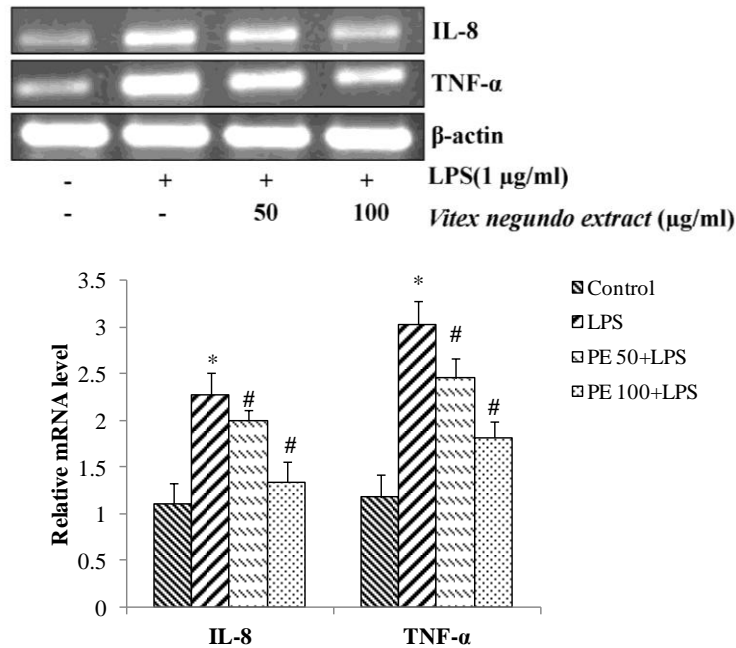 IL-8
TNF-α
β-actin
- + + + LPS(1 µg/ml)
- - 50 100 Vitex negundo extract (µg/ml)
3.5
3
2.5
2
1.5
1
0.5
0
Relative mRNA level
*
#
#
*
#
#
IL-8 TNF-α
Control
LPS
PE 50+LPS
PE 100+LPS